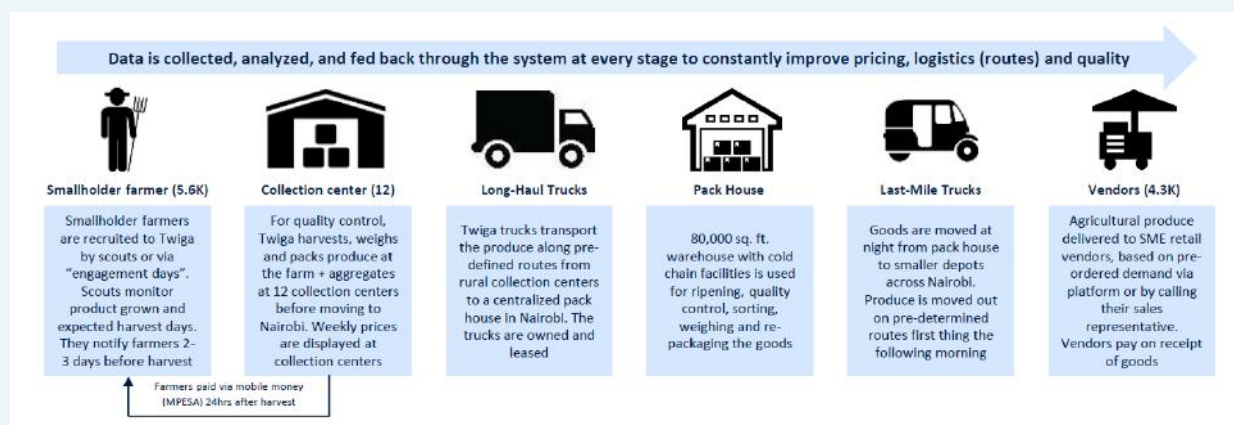 Data is collected, analyzed, and fed back through the system at every stage to constantly improve pricing, logistics (routes) and quality
Smallholder farmer (5.6K)
Smallholder farmers
are recruited to Twiga
by scouts or via
“engagement days”.
Scouts monitor
product grown and
expected harvest days.
They notify farmers 2-
3 days before harvest
Collection center (12)
For quality control,
Twiga harvests, weighs
and packs produce at
the farm + aggregates
at 12 collection centers
before moving to
Nairobi. Weekly prices
are displayed at
collection centers
Long-Haul Trucks
Twiga trucks transport
the produce along pre-
defined routes from
rural collection centers
to a centralized pack
house in Nairobi. The
trucks are owned and
leased
Pack House
80,000 sq. ft.
warehouse with cold
chain facilities is used
for ripening, quality
control, sorting,
weighing and re-
packaging the goods
Last-Mile Trucks
Goods are moved at
night from pack house
to smaller depots
across Nairobi.
Produce is moved out
on pre-determined
routes first thing the
following morning
Vendors (4.3K)
Agricultural produce
delivered to SME retail
vendors, based on pre-
ordered demand via
platform or by calling
their sales
representative.
Vendors pay on receipt
of goods
Farmers paid via mobile money
(MPESA) 24hrs after harvest